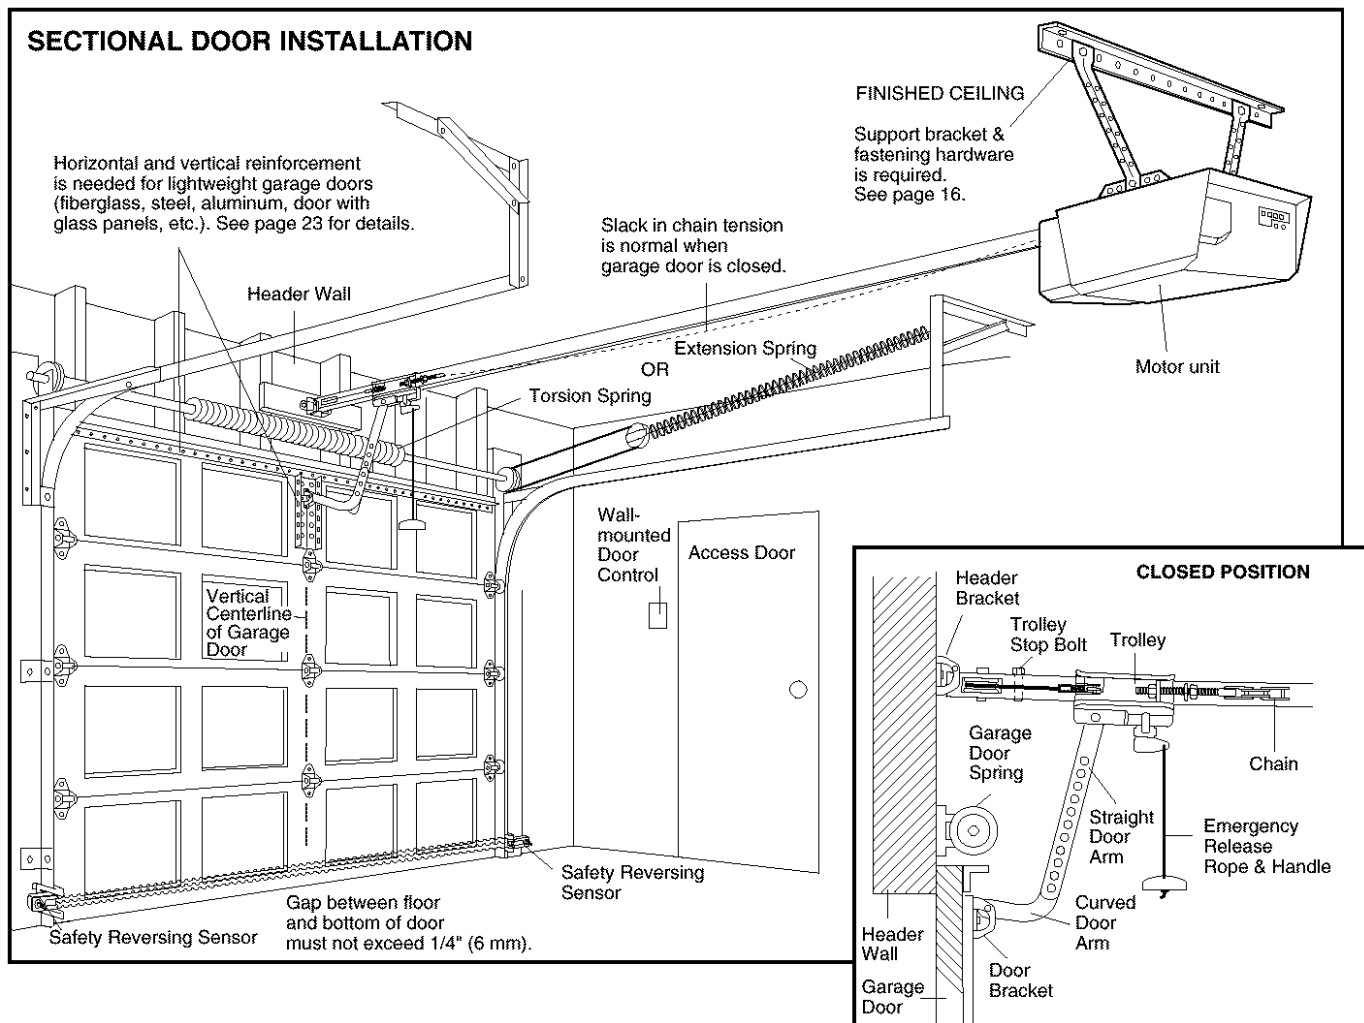 SECTIONAL DOOR INSTALLATION
FINISHED CEILING
Support bracket &
fastening hardware
is required.
See page 16.
Horizontal and vertical reinforcement
is needed for lightweight garage doors
(fiberglass, steel, aluminum, door with
glass panels, etc.). See page 23 for details.
Slack in chain tension
is normal when
garage door is closed.
Header Wall
Extension Spring
OR
Torsion Spring
Motor unit
Wall-
mounted
Door
Control
Access Door
Vertical
Centerline
of Garage
Door
Safety Reversing
Sensor
Gap between floor
and bottom of door
must not exceed 1/4" (6 mm).
Safety Reversing Sensor
CLOSED POSITION
Header
Bracket
Trolley
Stop Bolt
Trolley
Garage
Door
Spring
Chain
Straight
Door
Arm
Emergency
Release
Rope & Handle
Curved
Door
Arm
Header
Wall
Door
Bracket
Garage
Door